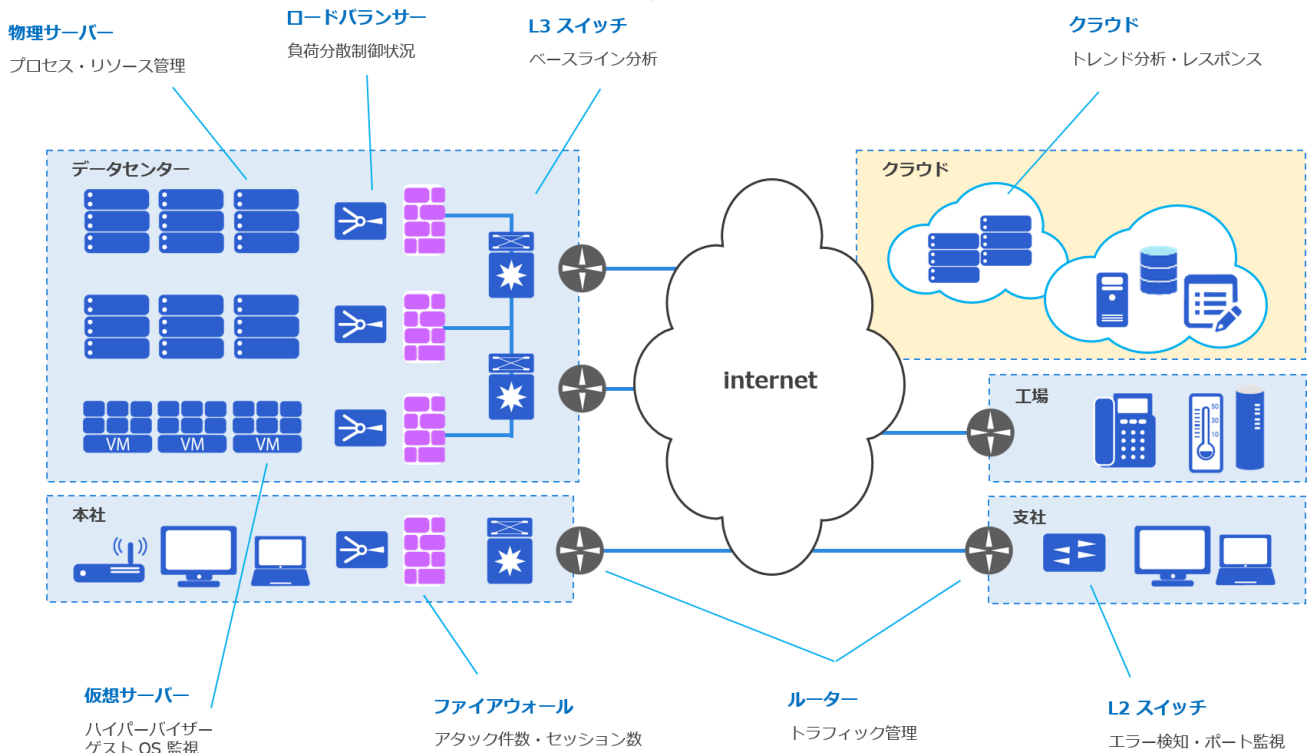 物理サーバー
プロセス・リソース管理
ロードバランサー
負荷分散制御状況
L3 スイッチ
ベースライン分析
クラウド
トレンド分析・レスポンス
データセンター
VM
VM
VM
internet
クラウド
工場
50
30
10
本社
支社
仮想サーバー
ハイパーバイザー
ゲスト OS 監視
ファイアウォール
アタック件数・セッション数
ルーター
トラフィック管理
L2 スイッチ
エラー検知・ポート監視